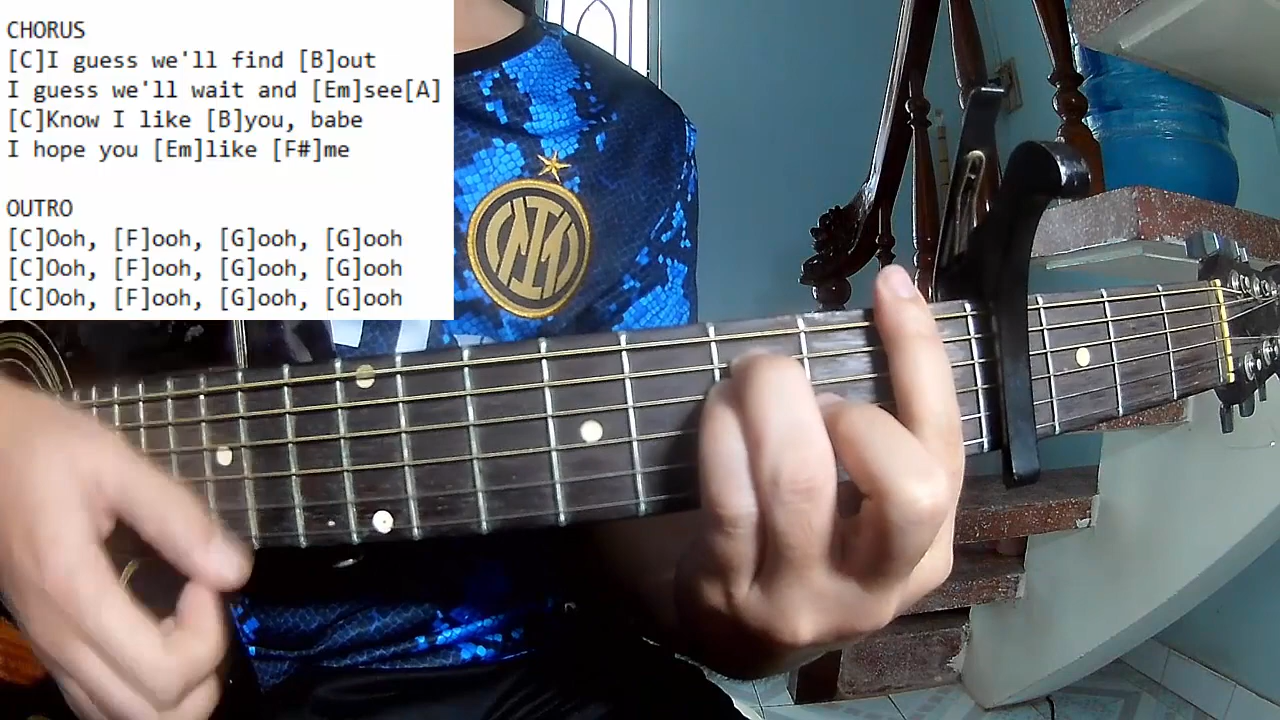 CHORUS
[C]I guess we'll find [B]out
I guess we'll wait and [Em]see[A]
[C]Know I like [B]you, babe
I hope you [Em]like [F#]me
OUTRO
[C]Ooh, [F]ooh, [G]ooh, [G]ooh
[C]Ooh, [F]ooh, [G]ooh, [G]ooh
[C]Ooh, [F]ooh, [G]ooh, [G]ooh